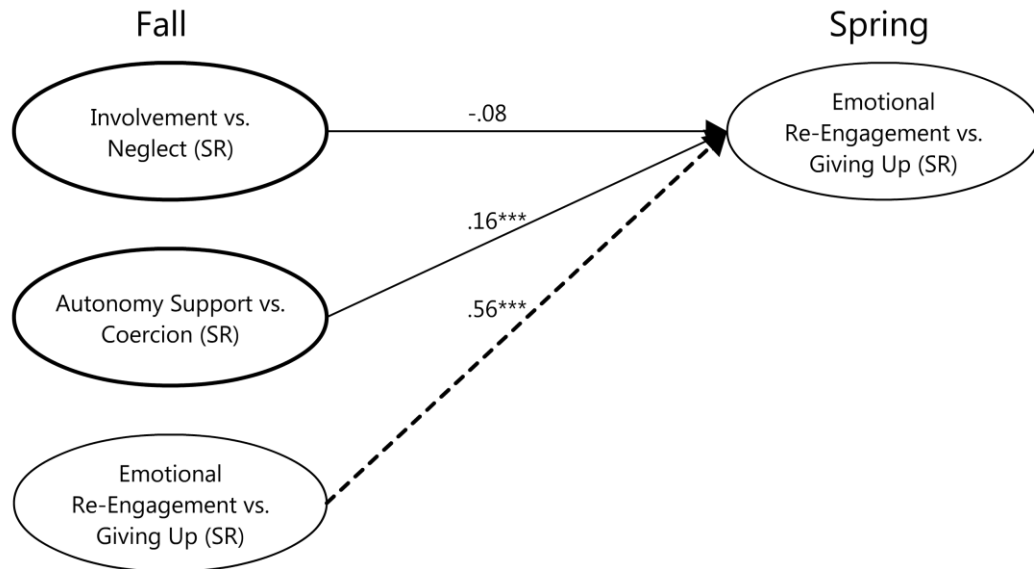 Fall
Spring
Involvement vs.
Neglect (SR)
-.08
Emotional
Re-Engagement vs.
Giving Up (SR)
.16***
Autonomy Support vs.
Coercion (SR)
.56***
Emotional
Re-Engagement vs.
Giving Up (SR)